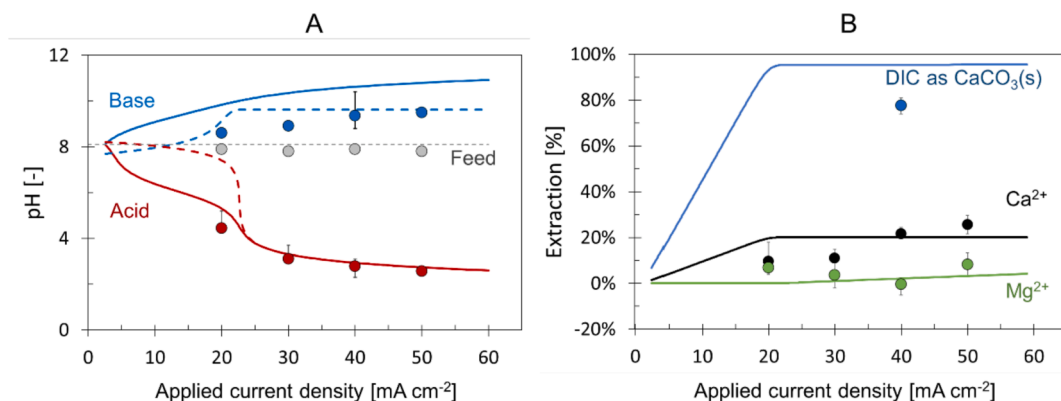 A
12
8
4
0
pH [-]
Base
Feed
Acid
0 10 20 30 40 50 60
Applied current density [mA cm⁻²]
B
100%
80%
60%
40%
20%
0%
-20%
Extraction [%]
DIC as CaCO₃(s)
Ca²⁺
Mg²⁺
0 10 20 30 40 50 60
Applied current density [mA cm⁻²]